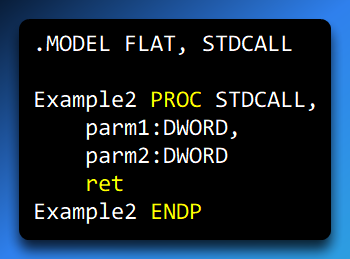 .MODEL FLAT, STDCALL
Example2 PROC STDCALL,
parm1:DWORD,
parm2:DWORD
ret
Example2 ENDP